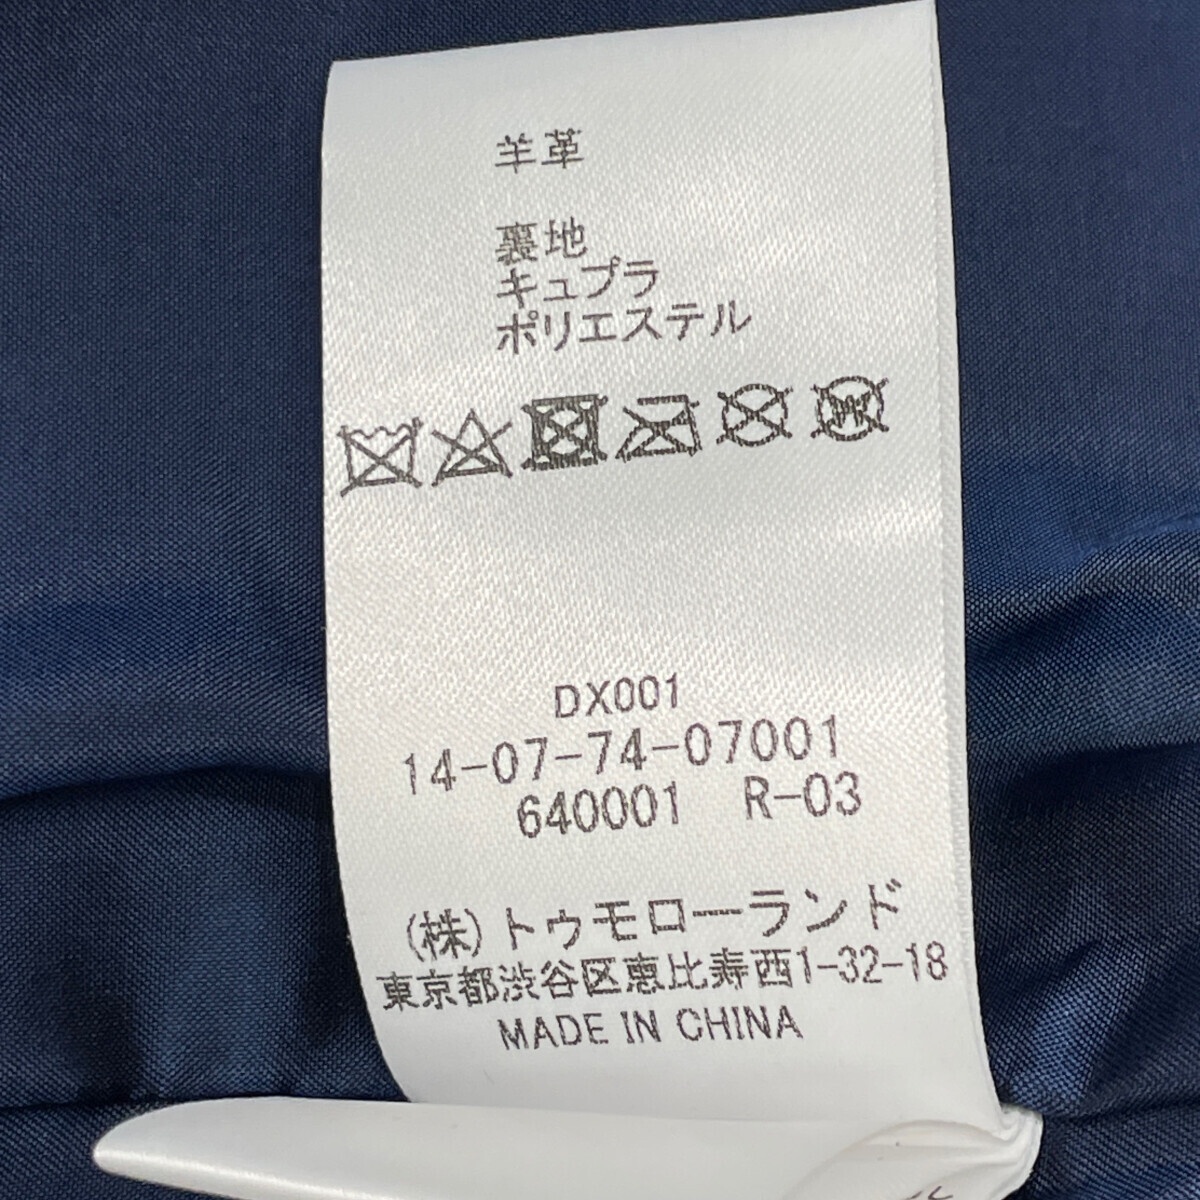 羊革
裏地
キュプラ
ポリエステル
DX001
14-07-74-07001
640001 R-03
(株)トゥモローランド
東京都渋谷区恵比寿西1-32-18
MADE IN CHINA